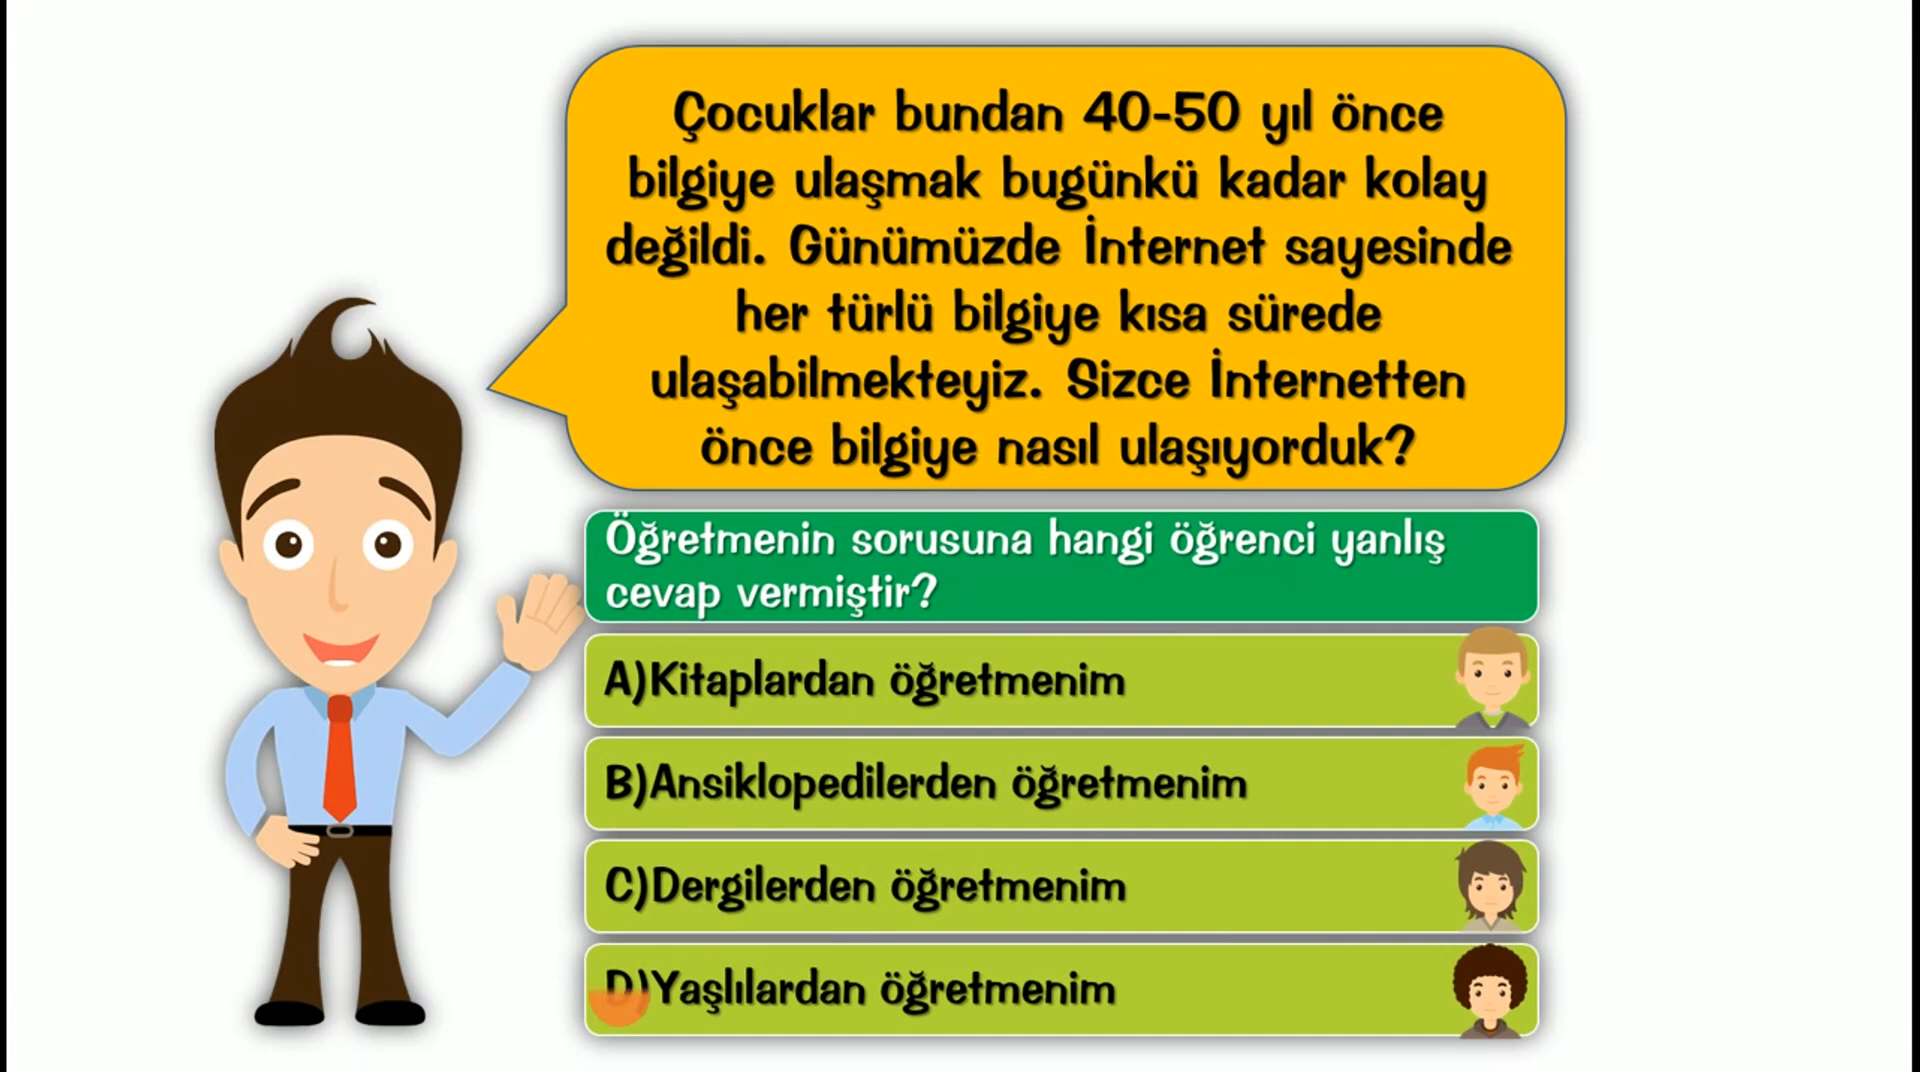 Çocuklar bundan 40-50 yıl önce
bilgiye ulaşmak bugünkü kadar kolay
değildi. Günümüzde İnternet sayesinde
her türlü bilgiye kısa sürede
ulaşabilmekteyiz. Sizce İnternetten
önce bilgiye nasıl ulaşıyorduk?
Öğretmenin sorusuna hangi öğrenci yanlış
cevap vermiştir?
A)Kitaplardan öğretmenim
B)Ansiklopedilerden öğretmenim
C)Dergilerden öğretmenim
D)Yaşlılardan öğretmenim